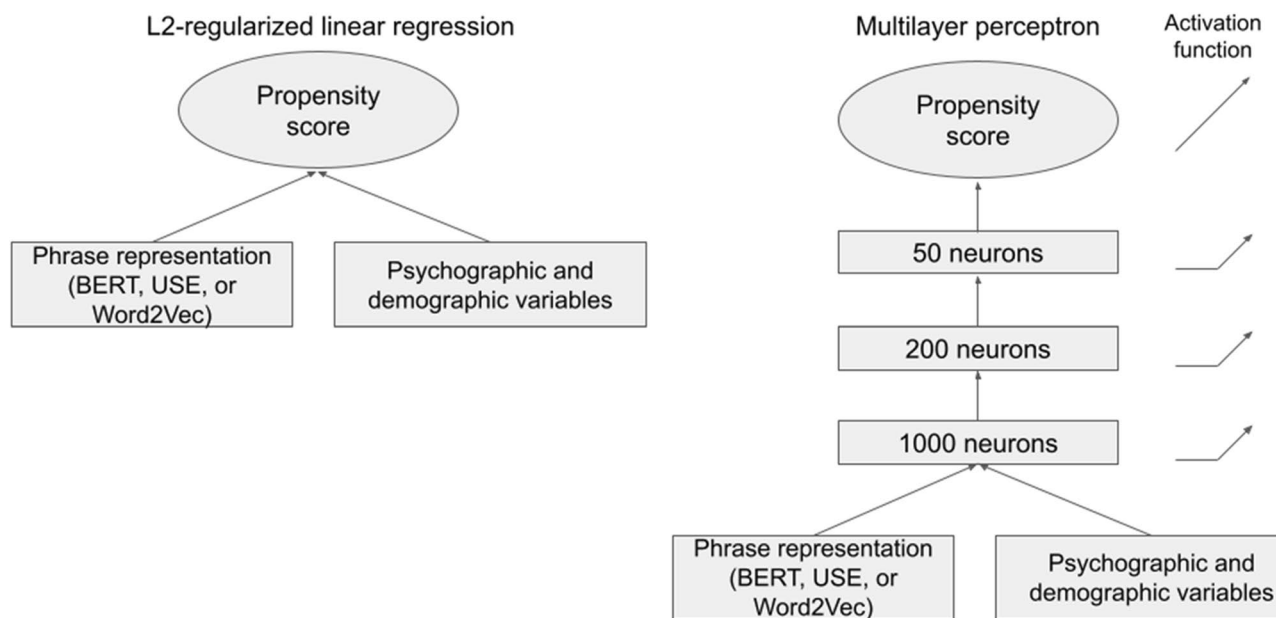 L2-regularized linear regression
Propensity
score
Phrase representation
(BERT, USE, or
Word2Vec)
Psychographic and
demographic variables
Multilayer perceptron
Activation
function
Propensity
score
50 neurons
200 neurons
1000 neurons
Phrase representation
(BERT, USE, or
Word2Vec)
Psychographic and
demographic variables